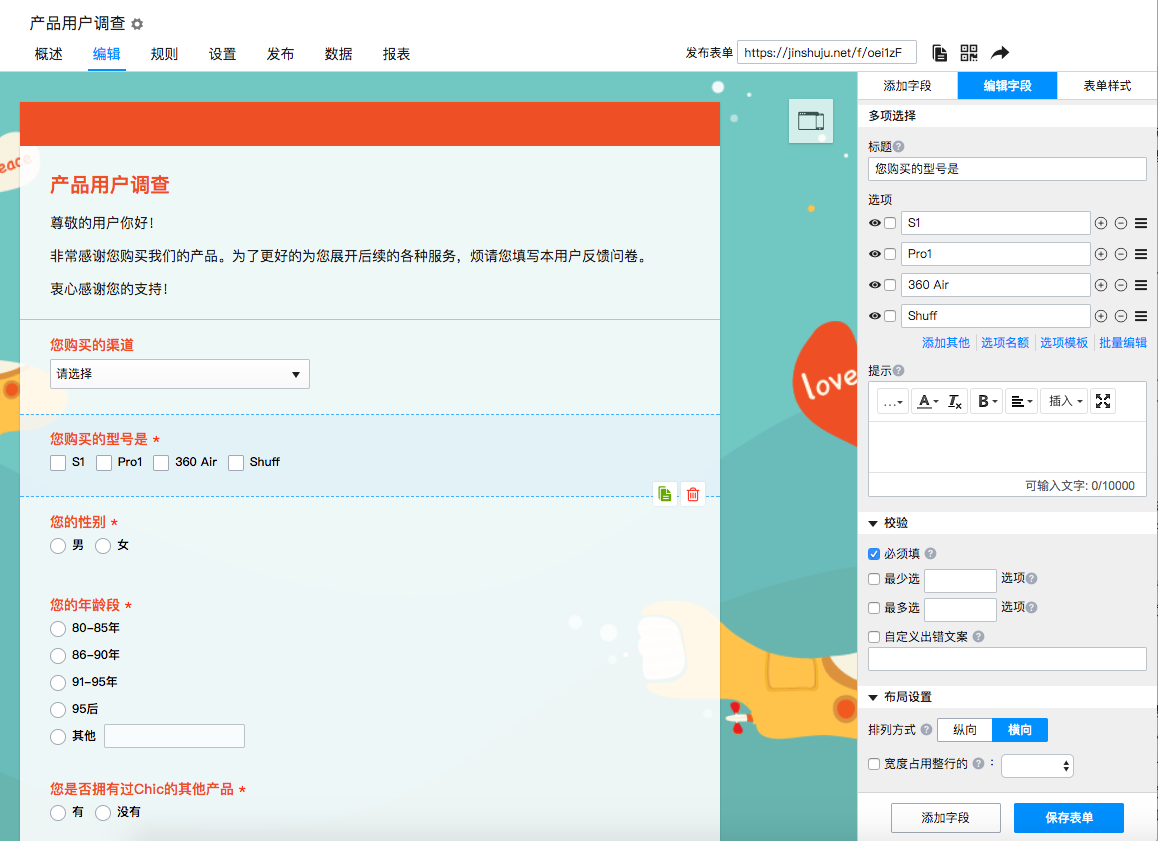 产品用户调查
概述 编辑 规则 设置 发布 数据 报表
发布表单 https://jinshuju.net/f/oei1zF
添加字段 编辑字段 表单样式
eace
产品用户调查
尊敬的用户你好！
非常感谢您购买我们的产品。为了更好的为您展开后续的各种服务，烦请您填写本用户反馈问卷。
衷心感谢您的支持！
您购买的渠道
请选择
您购买的型号是 *
S1 Pro1 360 Air Shuff
您的性别 *
男 女
您的年龄段 *
80-85年
86-90年
91-95年
95后
其他
您是否拥有过Chic的其他产品 *
有 没有
love
多项选择
标题
您购买的型号是
选项
S1
Pro1
360 Air
Shuff
添加其他 选项名额 选项模板 批量编辑
提示
... A Tx B 插入
可输入文字: 0/10000
校验
必须填
最少选 选项
最多选 选项
自定义出错文案
布局设置
排列方式 纵向 横向
宽度占用整行的 :
添加字段 保存表单